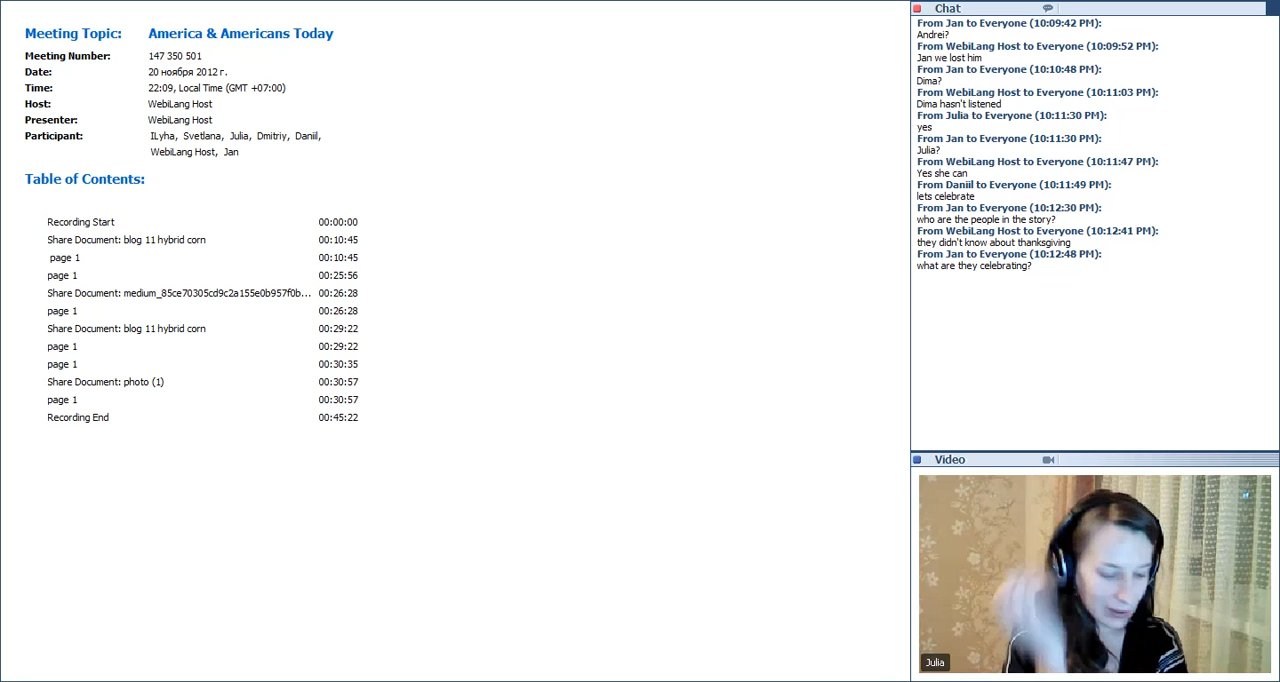 Meeting Topic: America & Americans Today
Meeting Number: 147 350 501
Date: 20 ноября 2012 г.
Time: 22:09, Local Time (GMT +07:00)
Host: WebiLang Host
Presenter: WebiLang Host
Participant: ILyha, Svetlana, Julia, Dmitriy, Daniil,
WebiLang Host, Jan
Table of Contents:
Recording Start 00:00:00
Share Document: blog 11 hybrid corn 00:10:45
page 1 00:10:45
page 1 00:25:56
Share Document: medium_85ce70305cd9c2a155e0b957f0b... 00:26:28
page 1 00:26:28
Share Document: blog 11 hybrid corn 00:29:22
page 1 00:29:22
page 1 00:30:35
Share Document: photo (1) 00:30:57
page 1 00:30:57
Recording End 00:45:22
Chat
From Jan to Everyone (10:09:42 PM):
Andrei?
From WebiLang Host to Everyone (10:09:52 PM):
Jan we lost him
From Jan to Everyone (10:10:48 PM):
Dima?
From WebiLang Host to Everyone (10:11:03 PM):
Dima hasn't listened
From Julia to Everyone (10:11:30 PM):
yes
From Jan to Everyone (10:11:30 PM):
Julia?
From WebiLang Host to Everyone (10:11:47 PM):
Yes she can
From Daniil to Everyone (10:11:49 PM):
lets celebrate
From Jan to Everyone (10:12:30 PM):
who are the people in the story?
From WebiLang Host to Everyone (10:12:41 PM):
they didn't know about thanksgiving
From Jan to Everyone (10:12:48 PM):
what are they celebrating?
Video
Julia